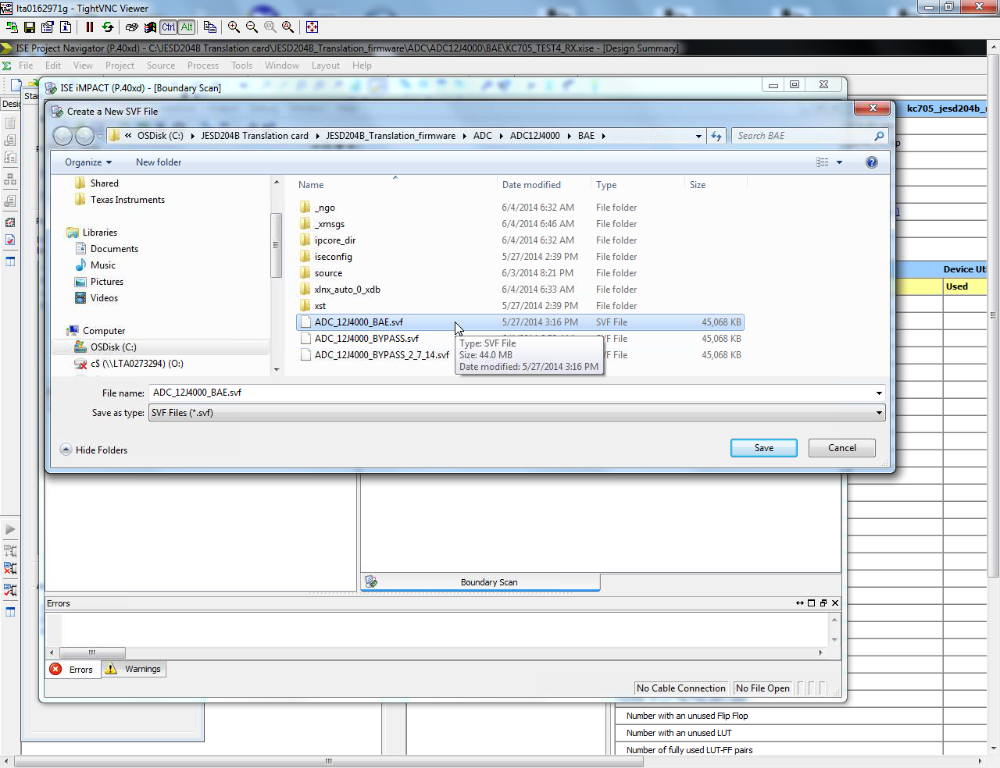 lta0162971g - TightVNC Viewer
Ctrl Alt
ISE Project Navigator (P.40xd) - C:\JESD204B Translation card\JESD204B_Translation_firmware\ADC\ADC12J4000\BAE\KC705_TEST4_RX.xise - [Design Summary]
File Edit View Project Source Process Tools Window Layout Help
Star
ISE iMPACT (P.40xd) - [Boundary Scan]
Desig
Create a New SVF File
kc705_jesd204b_
« OSDisk (C:) JESD204B Translation card JESD204B_Translation_firmware ADC ADC12J4000 BAE
Search BAE
Organize New folder
Shared
Texas Instruments
Libraries
Documents
Music
Pictures
Videos
Computer
OSDisk (C:)
c$ (\\LTA0273294) (O:)
Name Date modified Type Size
_ngo 6/4/2014 6:32 AM File folder
_xmsgs 6/4/2014 6:46 AM File folder
ipcore_dir 6/4/2014 6:32 AM File folder
iseconfig 5/27/2014 2:39 PM File folder
source 6/3/2014 8:21 PM File folder
xlnx_auto_0_xdb 6/4/2014 6:33 AM File folder
xst 5/27/2014 2:39 PM File folder
ADC_12J4000_BAE.svf 5/27/2014 3:16 PM SVF File 45,068 KB
ADC_12J4000_BYPASS.svf F File 45,068 KB
ADC_12J4000_BYPASS_2_7_14.svf F File 45,068 KB
Type: SVF File
Size: 44.0 MB
Date modified: 5/27/2014 3:16 PM
File name: ADC_12J4000_BAE.svf
Save as type: SVF Files (*.svf)
Hide Folders
Save Cancel
Device Ut
Used
Boundary Scan
Errors
Errors Warnings
No Cable Connection No File Open
Number with an unused Flip Flop
Number with an unused LUT
Number of fully used LUT-FF pairs